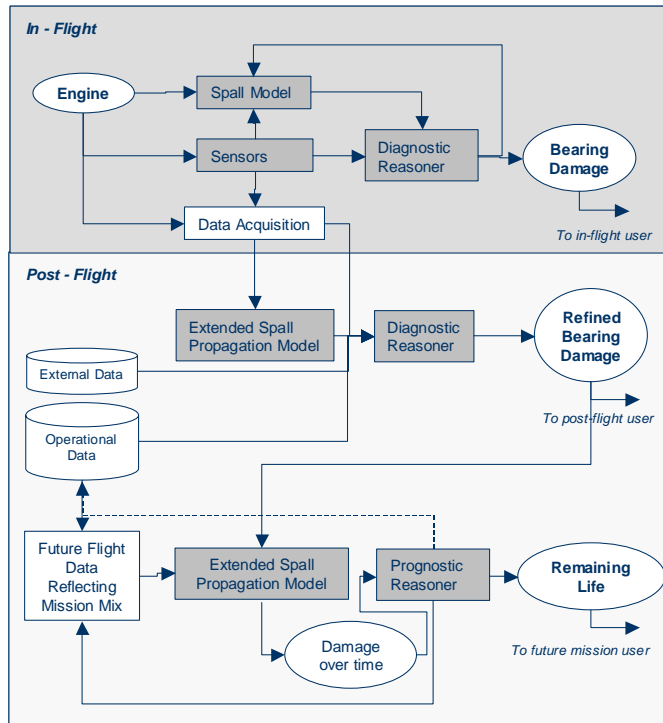 In - Flight
Engine
Spall Model
Sensors
Diagnostic
Reasoner
Bearing
Damage
Data Acquisition
To in-flight user
Post - Flight
Extended Spall
Propagation Model
Diagnostic
Reasoner
Refined
Bearing
Damage
External Data
To post-flight user
Operational
Data
Future Flight
Data
Reflecting
Mission Mix
Extended Spall
Propagation Model
Prognostic
Reasoner
Remaining
Life
Damage
over time
To future mission user